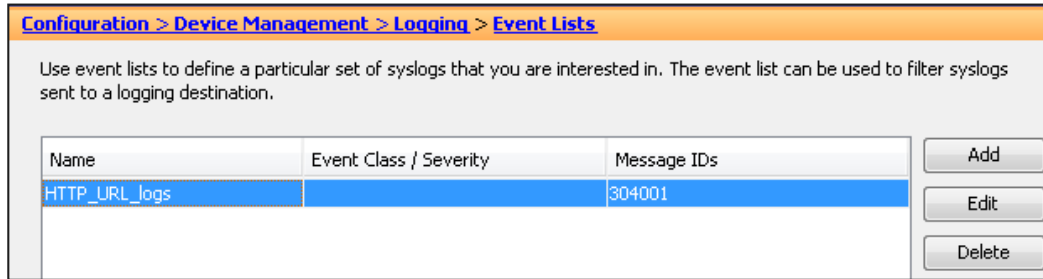 Configuration > Device Management > Logging > Event Lists
Use event lists to define a particular set of syslogs that you are interested in. The event list can be used to filter syslogs
sent to a logging destination.
Name Event Class / Severity Message IDs Add
HTTP_URL_logs 304001 Edit
Delete